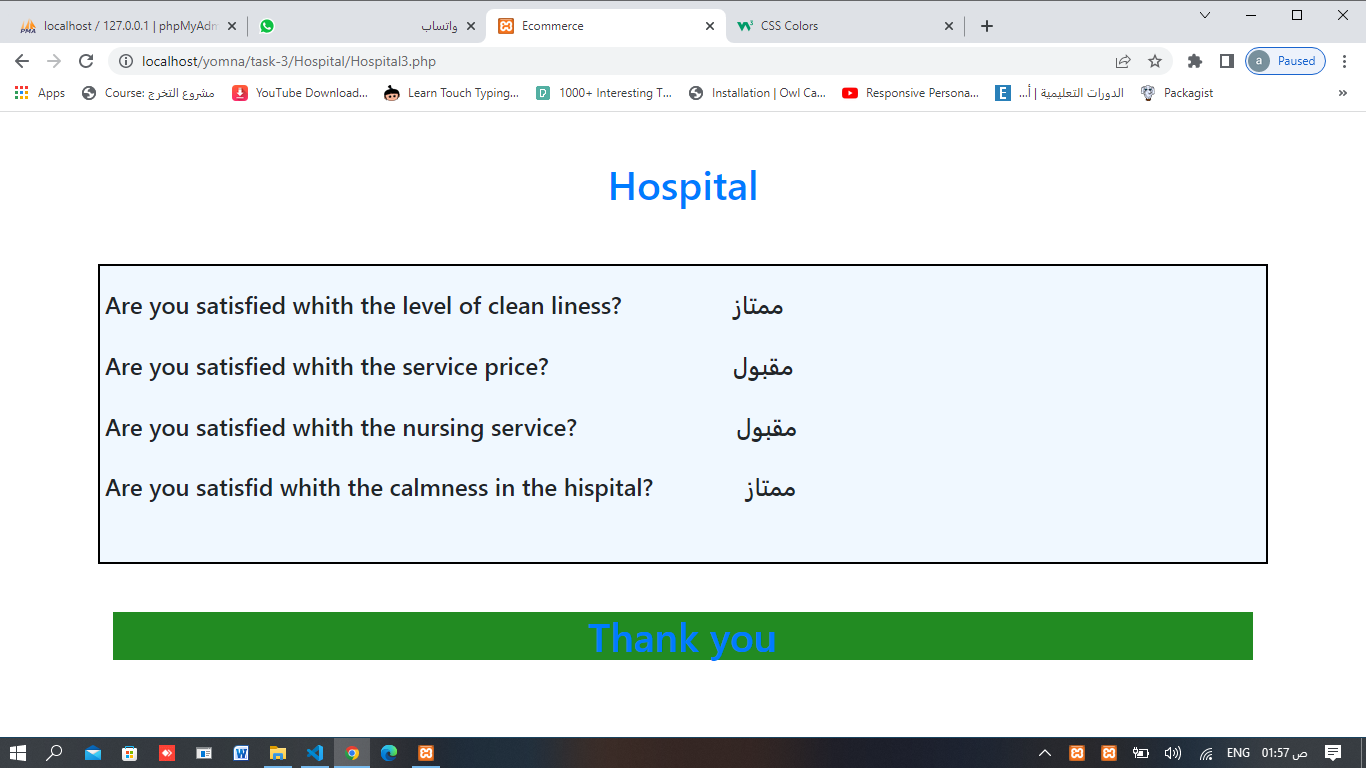 localhost / 127.0.0.1 | phpMyAdm
واتساب
Ecommerce
CSS Colors
localhost/yomna/task-3/Hospital/Hospital3.php
a Paused
Apps
Course: مشروع التخرج
YouTube Download...
Learn Touch Typing...
1000+ Interesting T...
Installation | Owl Ca...
Responsive Persona...
الدورات التعليمية | أ...
Packagist
Hospital
Are you satisfied whith the level of clean liness? ممتاز
Are you satisfied whith the service price? مقبول
Are you satisfied whith the nursing service? مقبول
Are you satisfid whith the calmness in the hispital? ممتاز
Thank you
ENG
01:57 ص